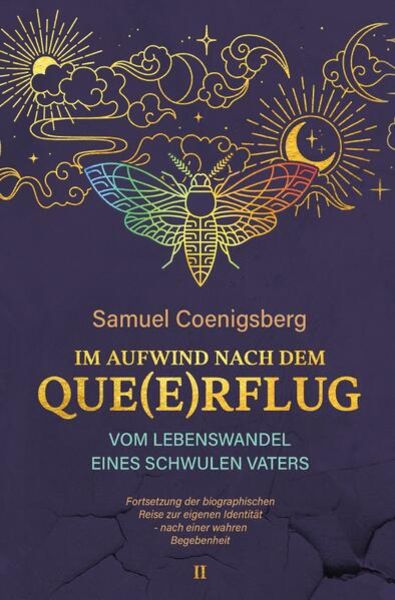 Samuel Coenigsberg
IM AUFWIND NACH DEM
QUE(E)RFLUG
VOM LEBENSWANDEL
EINES SCHWULEN VATERS
Fortsetzung der biographischen
Reise zur eigenen Identität
- nach einer wahren
Begebenheit
II